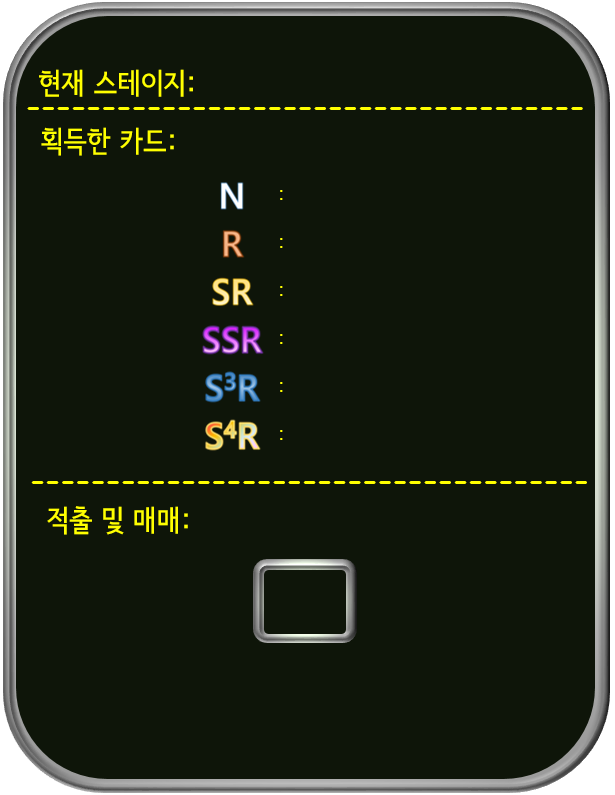 현재 스테이지:
획득한 카드:
N :
R :
SR :
SSR :
S³R :
S⁴R :
적출 및 매매: